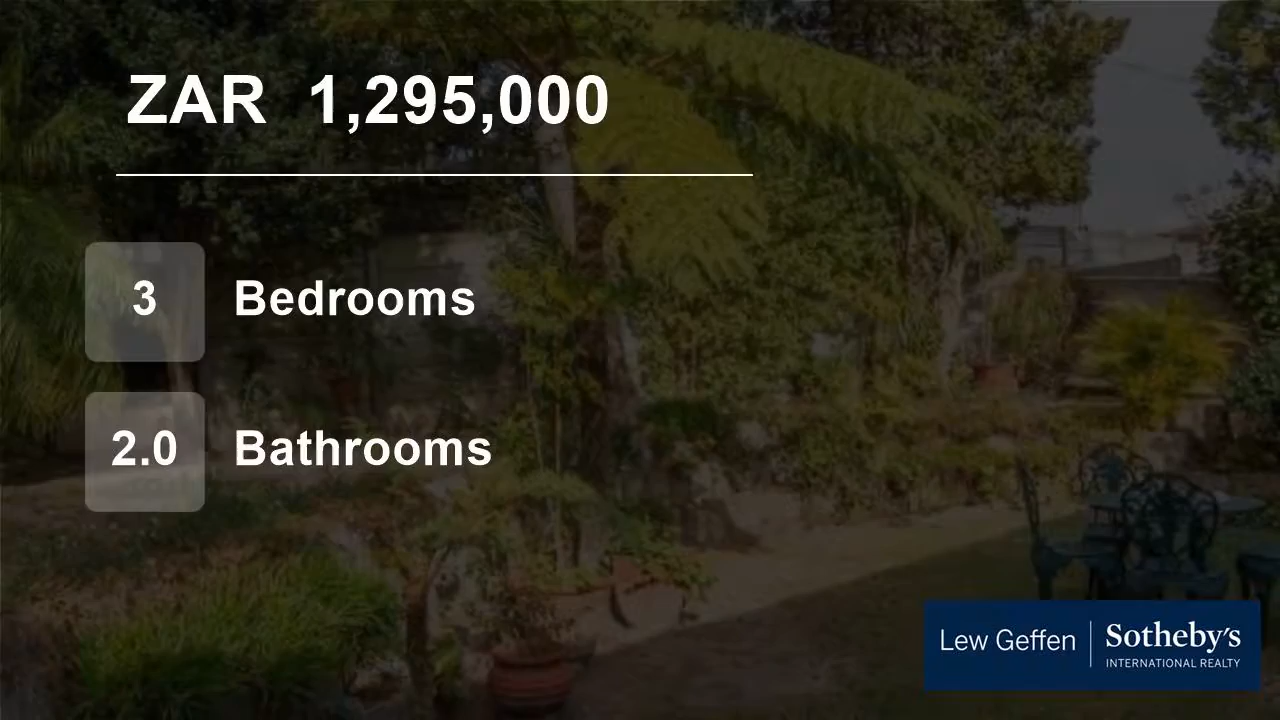 ZAR 1,295,000
3 Bedrooms
2.0 Bathrooms
Lew Geffen
Sotheby's
INTERNATIONAL REALTY